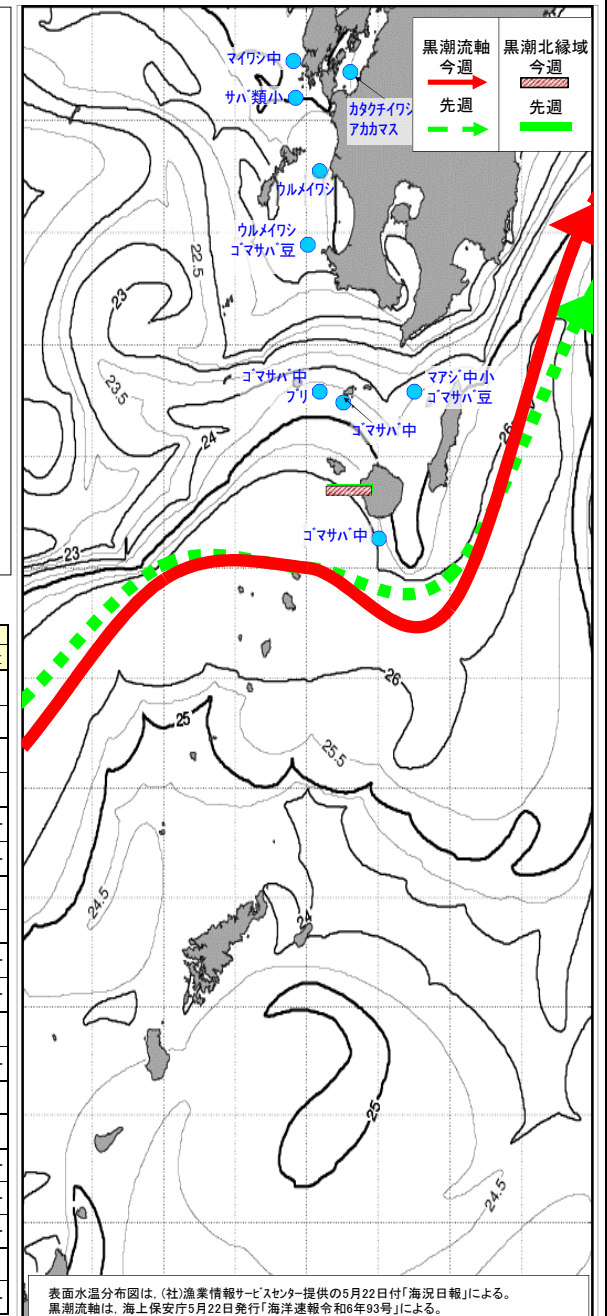 黒潮流軸 黒潮北縁域
今週 今週
先週 先週
マイワシ中
サバ類小
カタクチイワシ
アカカマス
ウルメイワシ
22.5
ウルメイワシ
ゴマサバ豆
23
23.5
ゴマサバ中
ブリ
マアジ中小
ゴマサバ豆
ゴマサバ中
24
26
ゴマサバ中
23
26
25
25.5
24.5
24
25
24.5
表面水温分布図は, (社)漁業情報サービスセンター提供の5月22日付「海況日報」による。
黒潮流軸は, 海上保安庁5月22日発行「海洋速報令和6年93号」による。